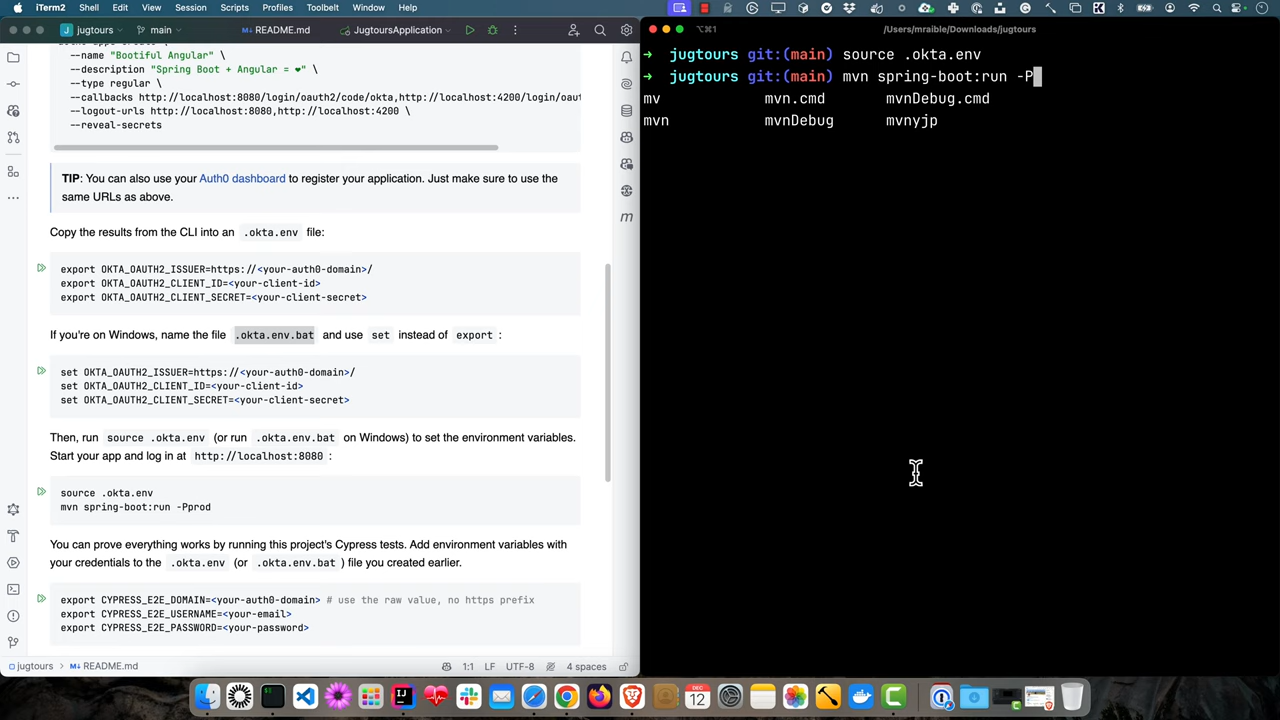 iTerm2 Shell Edit View Session Scripts Profiles Toolbelt Window Help
jugtours main README.md JugtoursApplication
--name "Bootiful Angular" \
--description "Spring Boot + Angular = ❤" \
--type regular \
--callbacks http://localhost:8080/login/oauth2/code/okta,http://localhost:4200/login/oau
--logout-urls http://localhost:8080,http://localhost:4200 \
--reveal-secrets
TIP: You can also use your Auth0 dashboard to register your application. Just make sure to use the
same URLs as above.
Copy the results from the CLI into an .okta.env file:
export OKTA_OAUTH2_ISSUER=https://<your-auth0-domain>/
export OKTA_OAUTH2_CLIENT_ID=<your-client-id>
export OKTA_OAUTH2_CLIENT_SECRET=<your-client-secret>
If you're on Windows, name the file .okta.env.bat and use set instead of export :
set OKTA_OAUTH2_ISSUER=https://<your-auth0-domain>/
set OKTA_OAUTH2_CLIENT_ID=<your-client-id>
set OKTA_OAUTH2_CLIENT_SECRET=<your-client-secret>
Then, run source .okta.env (or run .okta.env.bat on Windows) to set the environment variables.
Start your app and log in at http://localhost:8080 :
source .okta.env
mvn spring-boot:run -Pprod
You can prove everything works by running this project's Cypress tests. Add environment variables with
your credentials to the .okta.env (or .okta.env.bat ) file you created earlier.
export CYPRESS_E2E_DOMAIN=<your-auth0-domain> # use the raw value, no https prefix
export CYPRESS_E2E_USERNAME=<your-email>
export CYPRESS_E2E_PASSWORD=<your-password>
jugtours > README.md 1:1 LF UTF-8 4 spaces
⌥⌘1 /Users/mraible/Downloads/jugtours
➜ jugtours git:(main) source .okta.env
➜ jugtours git:(main) mvn spring-boot:run -P
mv mvn.cmd mvnDebug.cmd
mvn mvnDebug mvnyjp
DEC
12